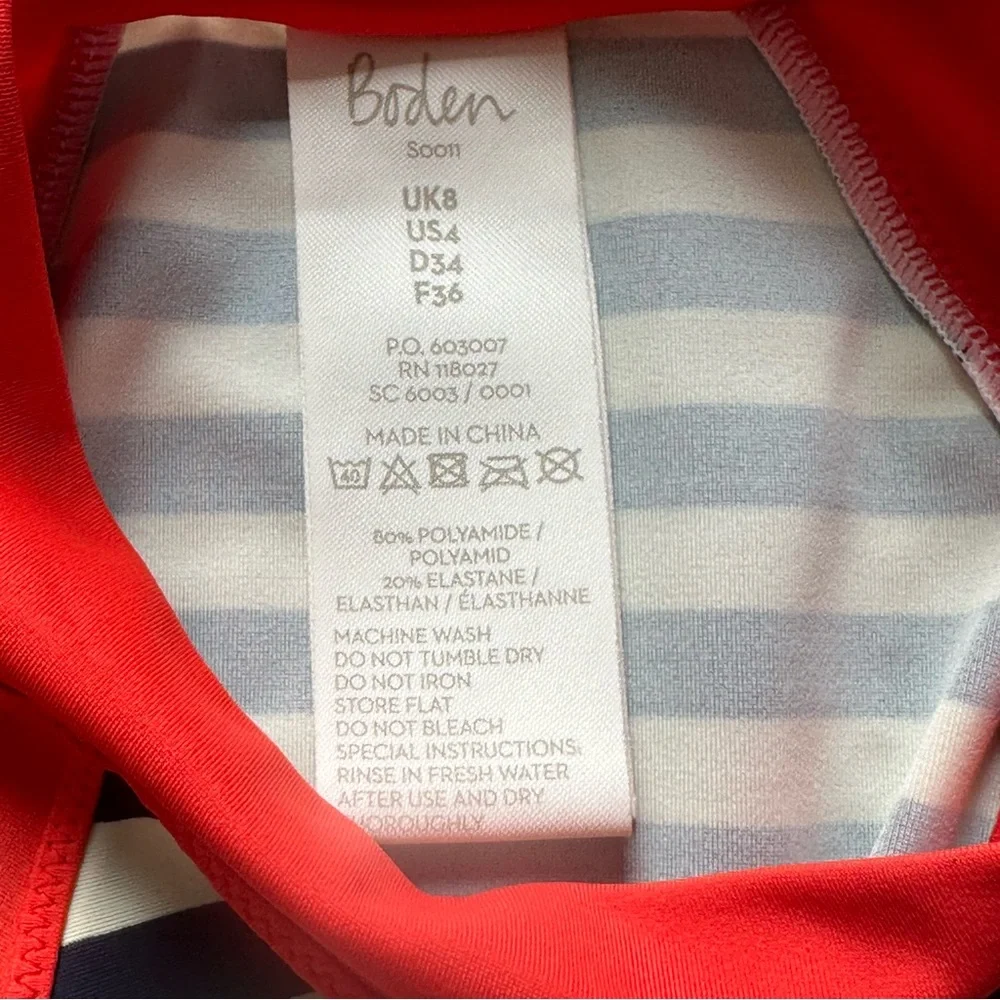 Boden
S0011
UK8
US4
D34
F36
P.O. 603007
RN 118027
SC 6003 / 0001
MADE IN CHINA
40
80% POLYAMIDE /
POLYAMID
20% ELASTANE /
ELASTHAN / ÉLASTHANNE
MACHINE WASH
DO NOT TUMBLE DRY
DO NOT IRON
STORE FLAT
DO NOT BLEACH
SPECIAL INSTRUCTIONS:
RINSE IN FRESH WATER
AFTER USE AND DRY
THOROUGHLY